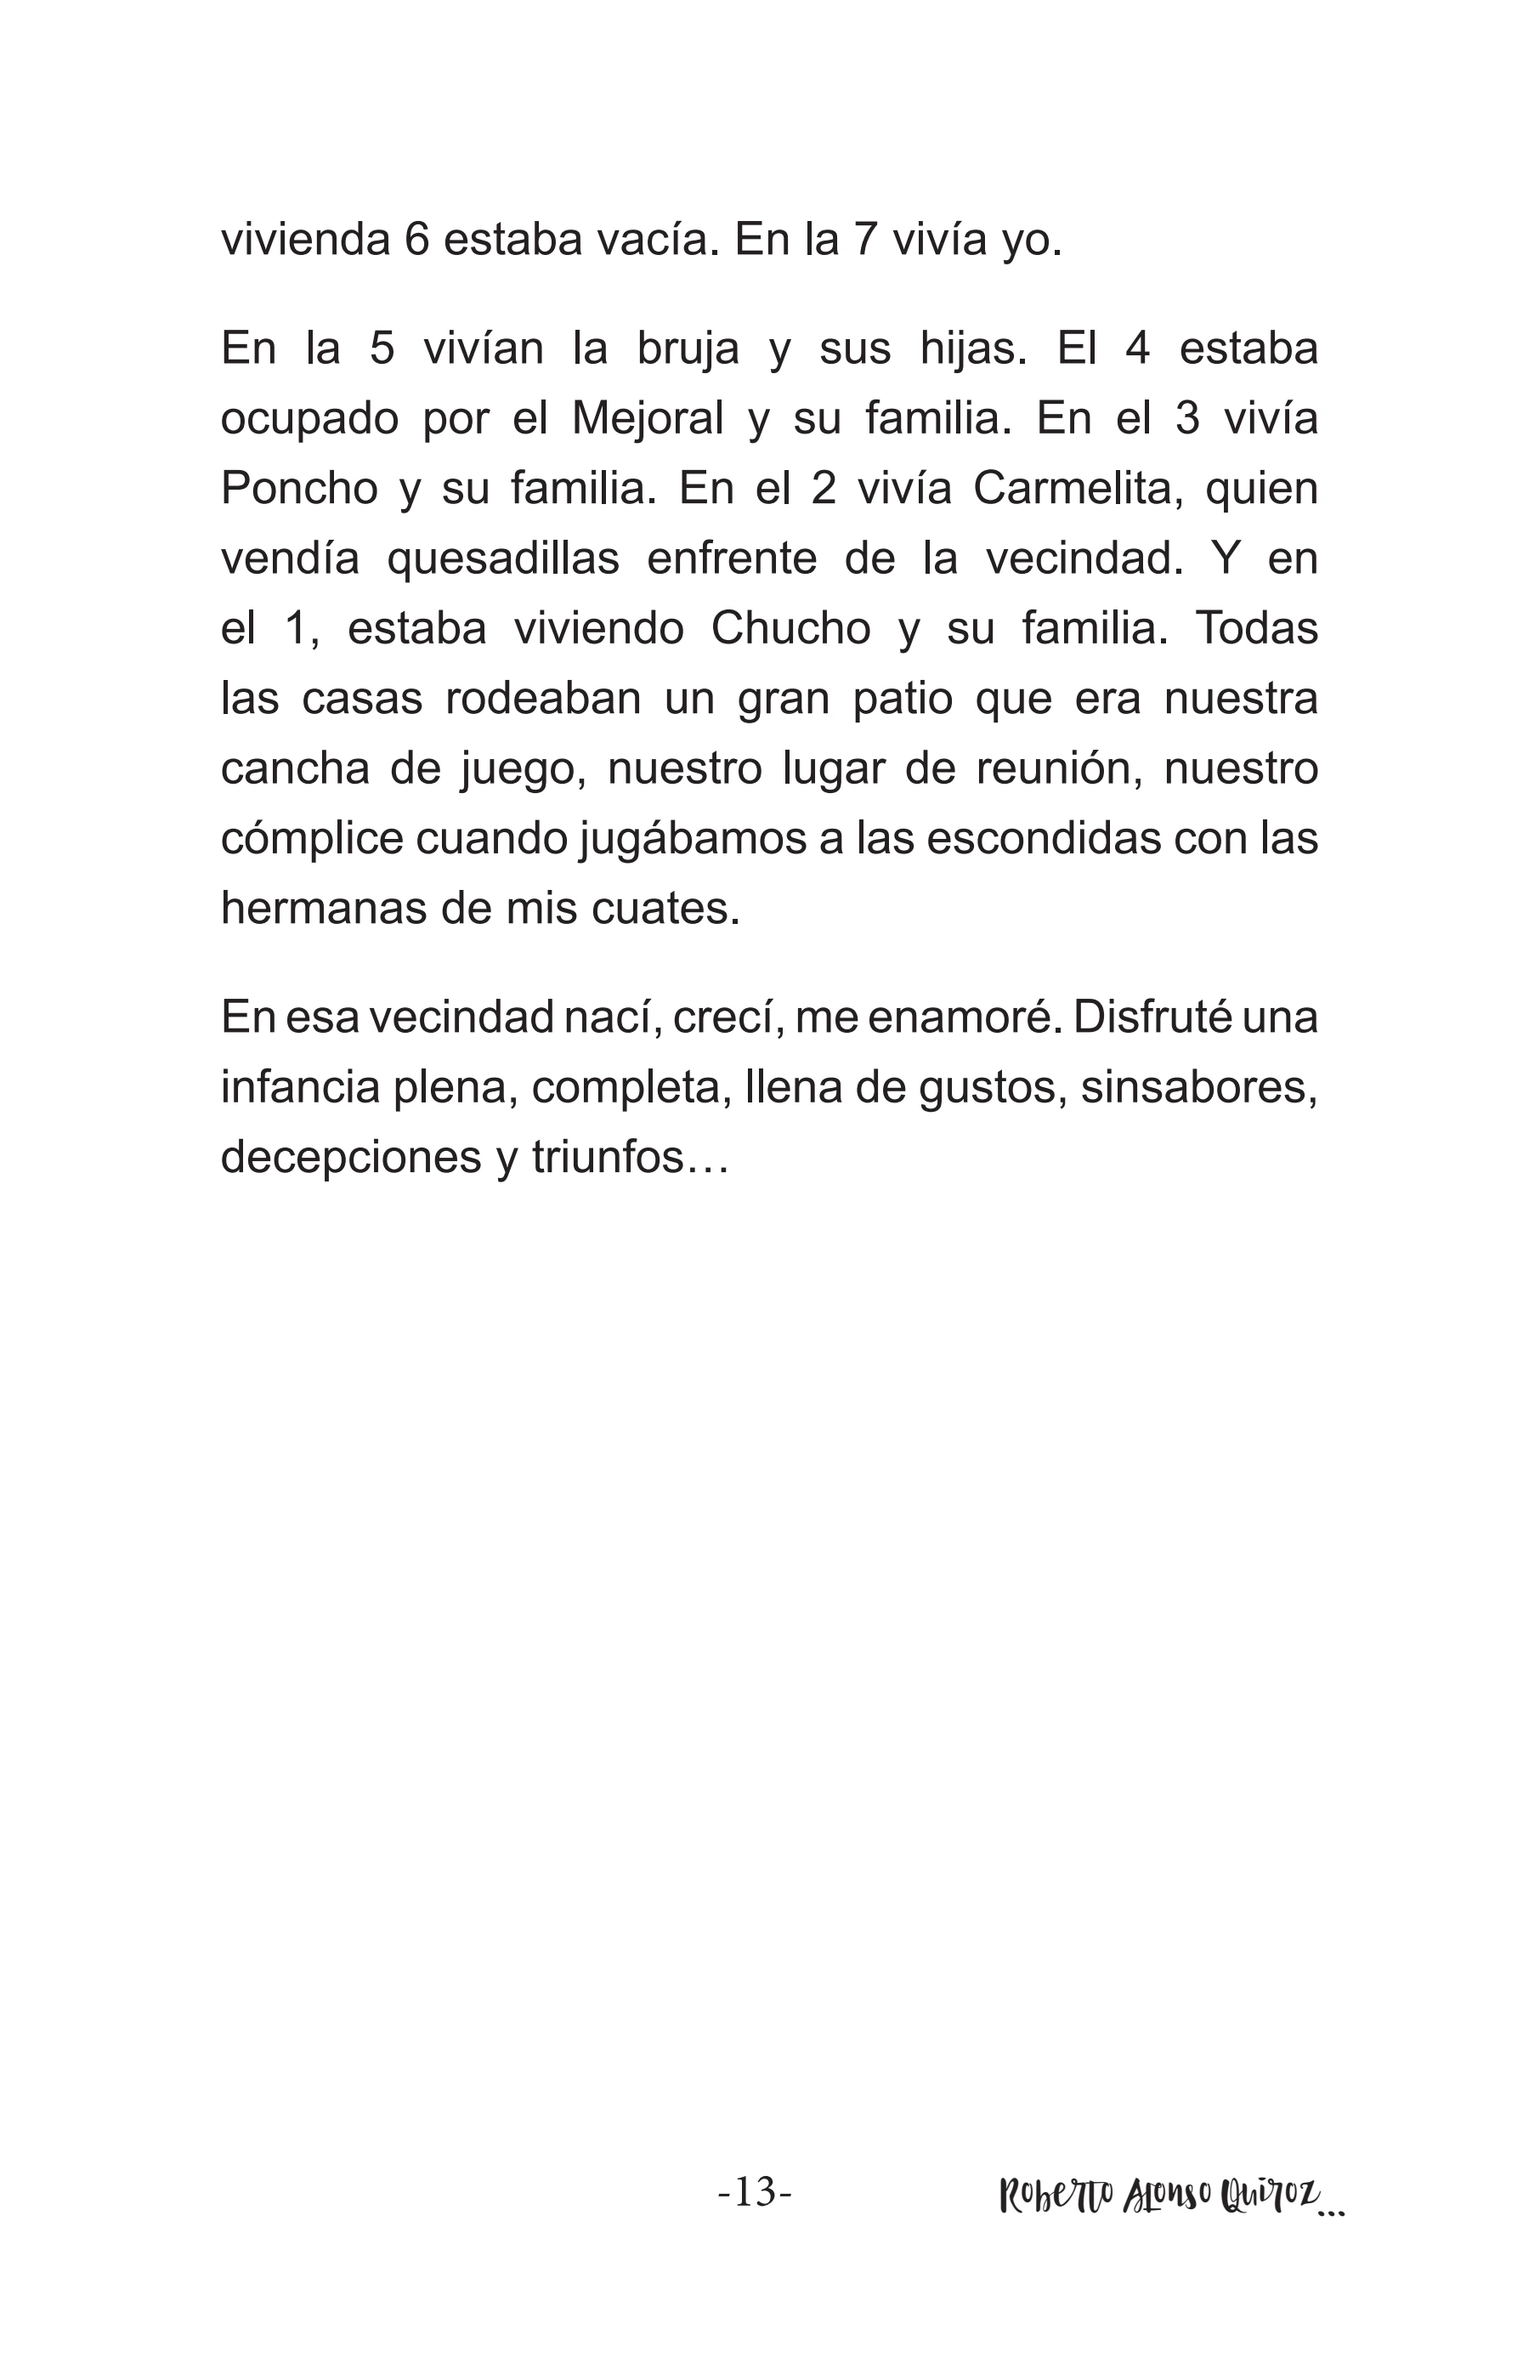 vivienda 6 estaba vacía. En la 7 vivía yo.
En la 5 vivían la bruja y sus hijas. El 4 estaba
ocupado por el Mejoral y su familia. En el 3 vivía
Poncho y su familia. En el 2 vivía Carmelita, quien
vendía quesadillas enfrente de la vecindad. Y en
el 1, estaba viviendo Chucho y su familia. Todas
las casas rodeaban un gran patio que era nuestra
cancha de juego, nuestro lugar de reunión, nuestro
cómplice cuando jugábamos a las escondidas con las
hermanas de mis cuates.
En esa vecindad nací, crecí, me enamoré. Disfruté una
infancia plena, completa, llena de gustos, sinsabores,
decepciones y triunfos…
-13- Roberto Alonso Quiroz...